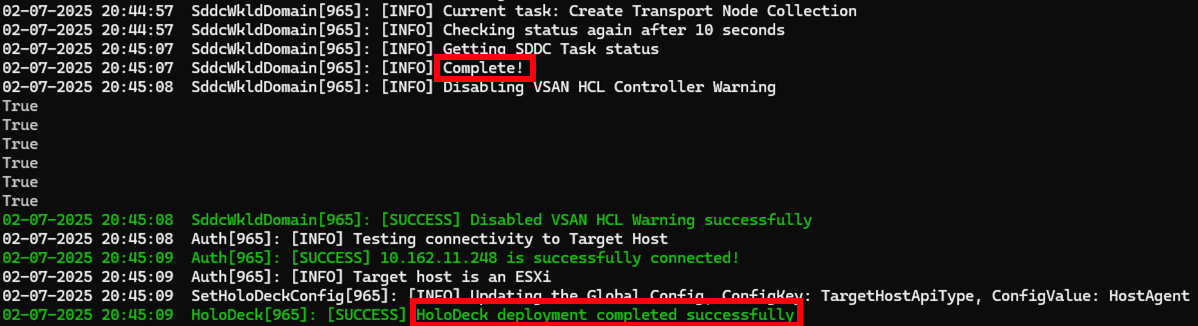 02-07-2025 20:44:57  SddcWkldDomain[965]: [INFO] Current task: Create Transport Node Collection
02-07-2025 20:44:57  SddcWkldDomain[965]: [INFO] Checking status again after 10 seconds
02-07-2025 20:45:07  SddcWkldDomain[965]: [INFO] Getting SDDC Task status
02-07-2025 20:45:07  SddcWkldDomain[965]: [INFO] Complete!
02-07-2025 20:45:08  SddcWkldDomain[965]: [INFO] Disabling VSAN HCL Controller Warning
True
True
True
True
True
True
02-07-2025 20:45:08  SddcWkldDomain[965]: [SUCCESS] Disabled VSAN HCL Warning successfully
02-07-2025 20:45:08  Auth[965]: [INFO] Testing connectivity to Target Host
02-07-2025 20:45:09  Auth[965]: [SUCCESS] 10.162.11.248 is successfully connected!
02-07-2025 20:45:09  Auth[965]: [INFO] Target host is an ESXi
02-07-2025 20:45:09  SetHoloDeckConfig[965]: [INFO] Updating the Global Config, ConfigKey: TargetHostApiType, ConfigValue: HostAgent
02-07-2025 20:45:09  HoloDeck[965]: [SUCCESS] HoloDeck deployment completed successfully